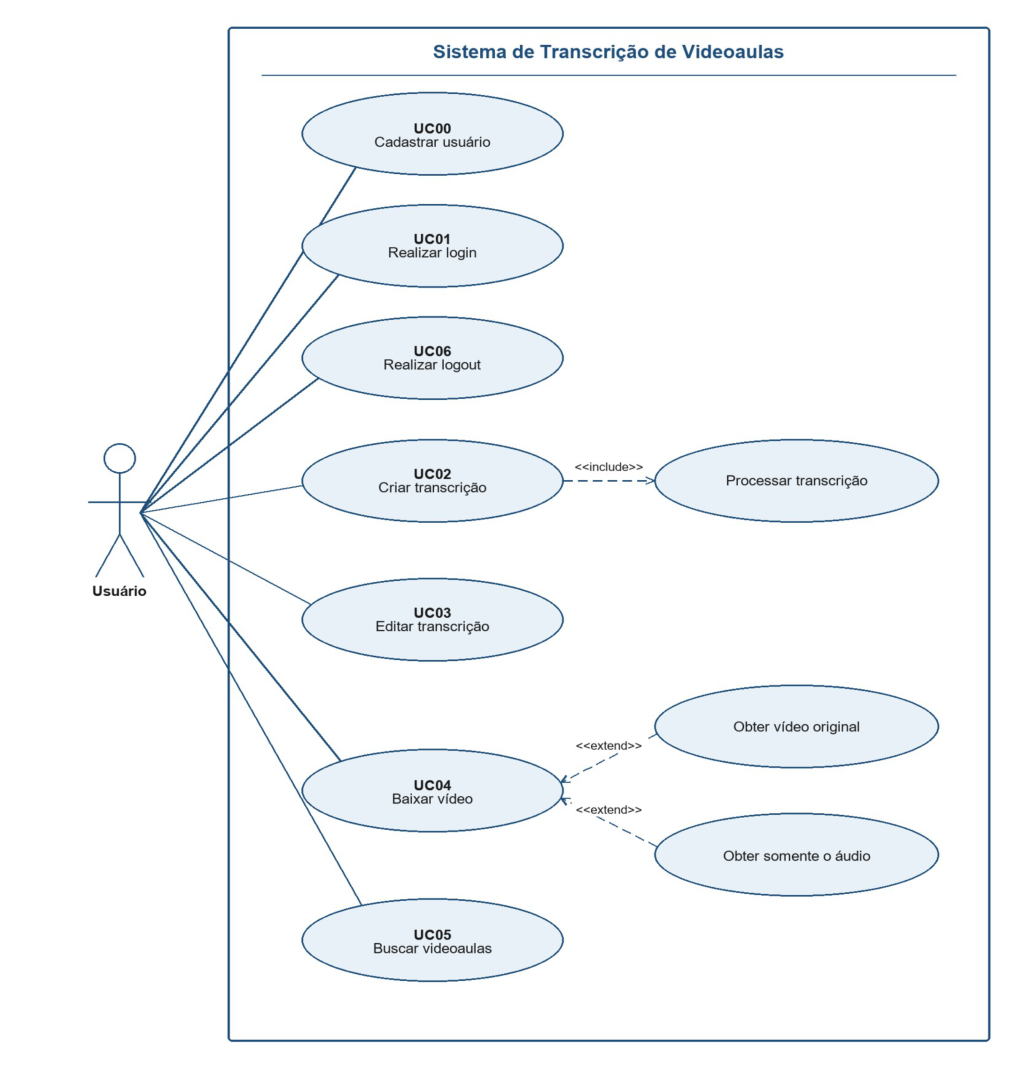 Sistema de Transcrição de Videoaulas
UC00
Cadastrar usuário
UC01
Realizar login
UC06
Realizar logout
UC02
Criar transcrição
<<include>>
Processar transcrição
Usuário
UC03
Editar transcrição
Obter vídeo original
<<extend>>
UC04
Baixar vídeo
<<extend>>
Obter somente o áudio
UC05
Buscar videoaulas